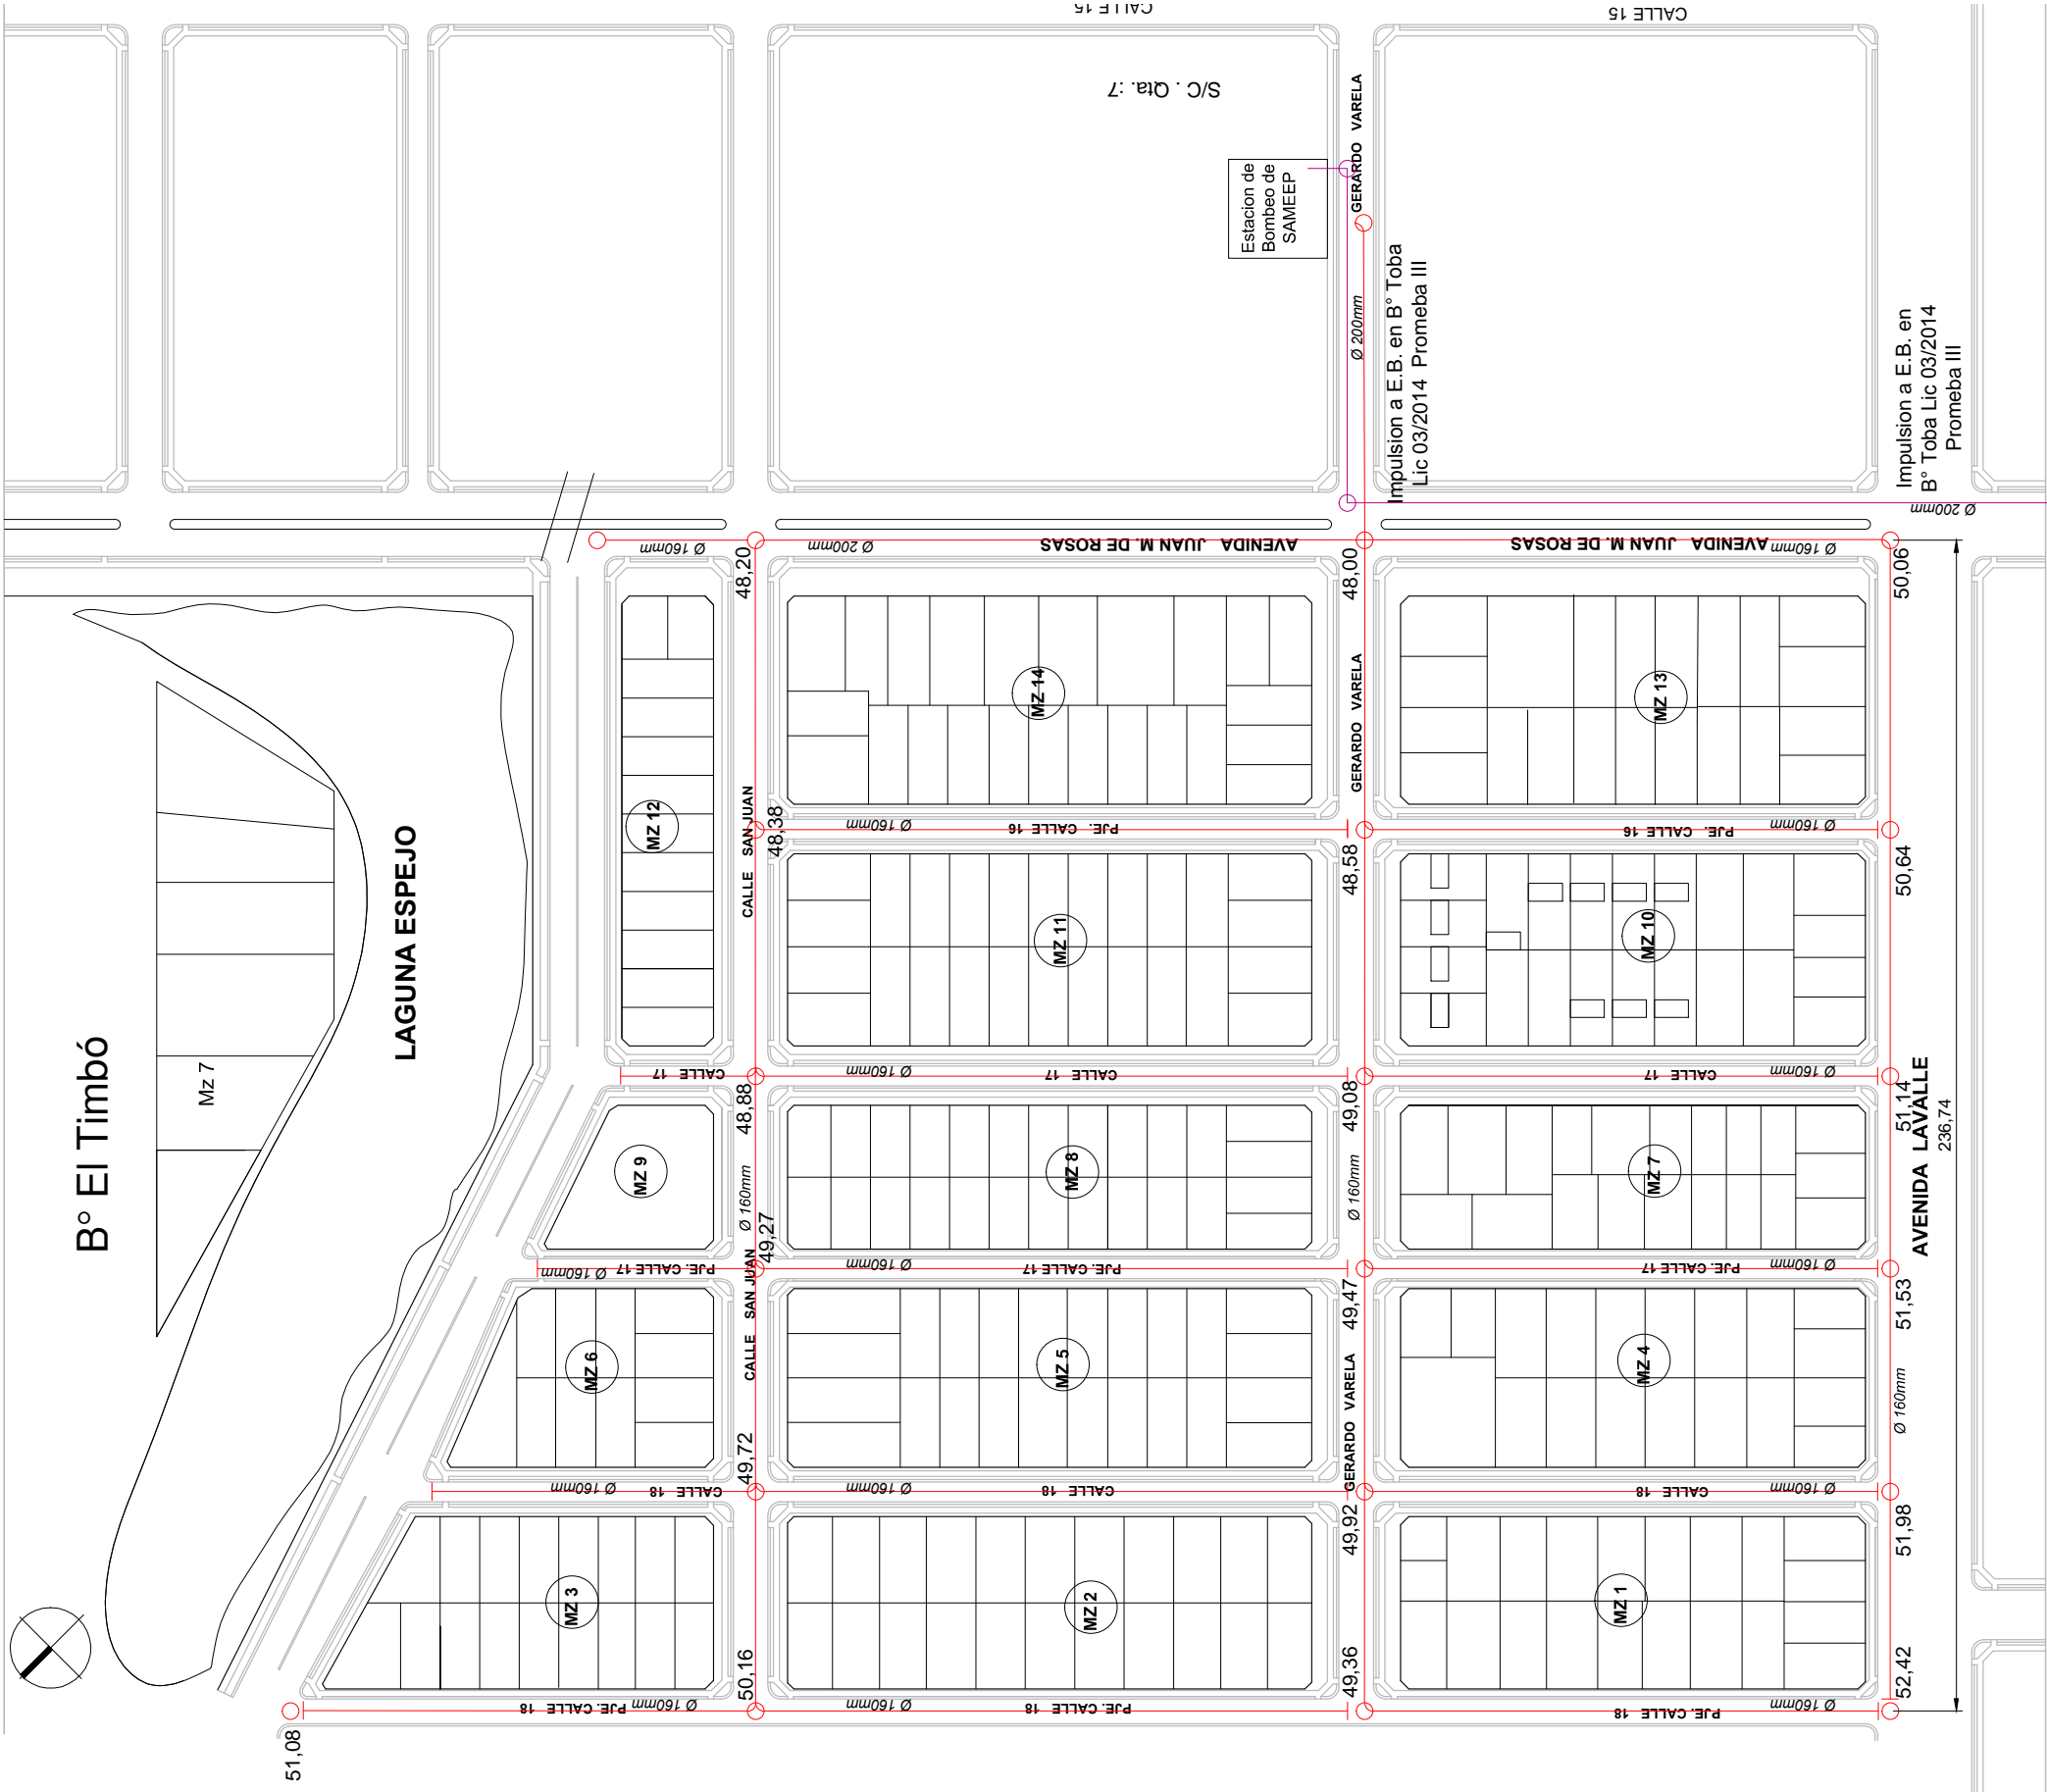 CALLE 15
CALLE 15
S/C . Qta. :7
GERARDO VARELA
Estacion de
Bombeo de
SAMEEP
Ø 200mm
Impulsion a E.B. en B° Toba
Lic 03/2014 Promeba III
Impulsion a E.B. en
B° Toba Lic 03/2014
Promeba III
Ø 200mm
Ø 160mm
48,20
Ø 200mm
AVENIDA JUAN M. DE ROSAS
48,00
AVENIDA JUAN M. DE ROSAS
Ø 160mm
50,06
MZ 12
MZ 14
GERARDO VARELA
MZ 13
CALLE SAN JUAN
48,38
Ø 160mm
PJE. CALLE 16
48,58
PJE. CALLE 16
Ø 160mm
50,64
LAGUNA ESPEJO
MZ 11
MZ 10
B° El Timbó
Mz 7
CALLE 17
48,88
Ø 160mm
CALLE 17
49,08
CALLE 17
Ø 160mm
51,14
AVENIDA LAVALLE
236,74
MZ 9
Ø 160mm
MZ 8
Ø 160mm
MZ 7
Ø 160mm
PJE. CALLE 17
CALLE SAN JUAN
49,27
Ø 160mm
PJE. CALLE 17
49,47
PJE. CALLE 17
Ø 160mm
51,53
MZ 6
MZ 5
GERARDO VARELA
MZ 4
Ø 160mm
Ø 160mm
CALLE 18
49,72
Ø 160mm
CALLE 18
49,92
CALLE 18
Ø 160mm
51,98
MZ 3
MZ 2
MZ 1
51,08
PJE. CALLE 18
Ø 160mm
50,16
Ø 160mm
PJE. CALLE 18
49,36
PJE. CALLE 18
Ø 160mm
52,42